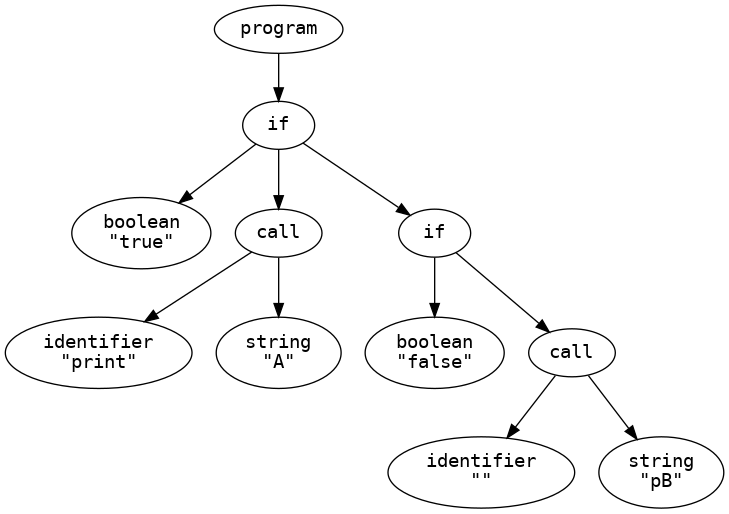 program
if
boolean
"true"
call
if
identifier
"print"
string
"A"
boolean
"false"
call
identifier
""
string
"pB"